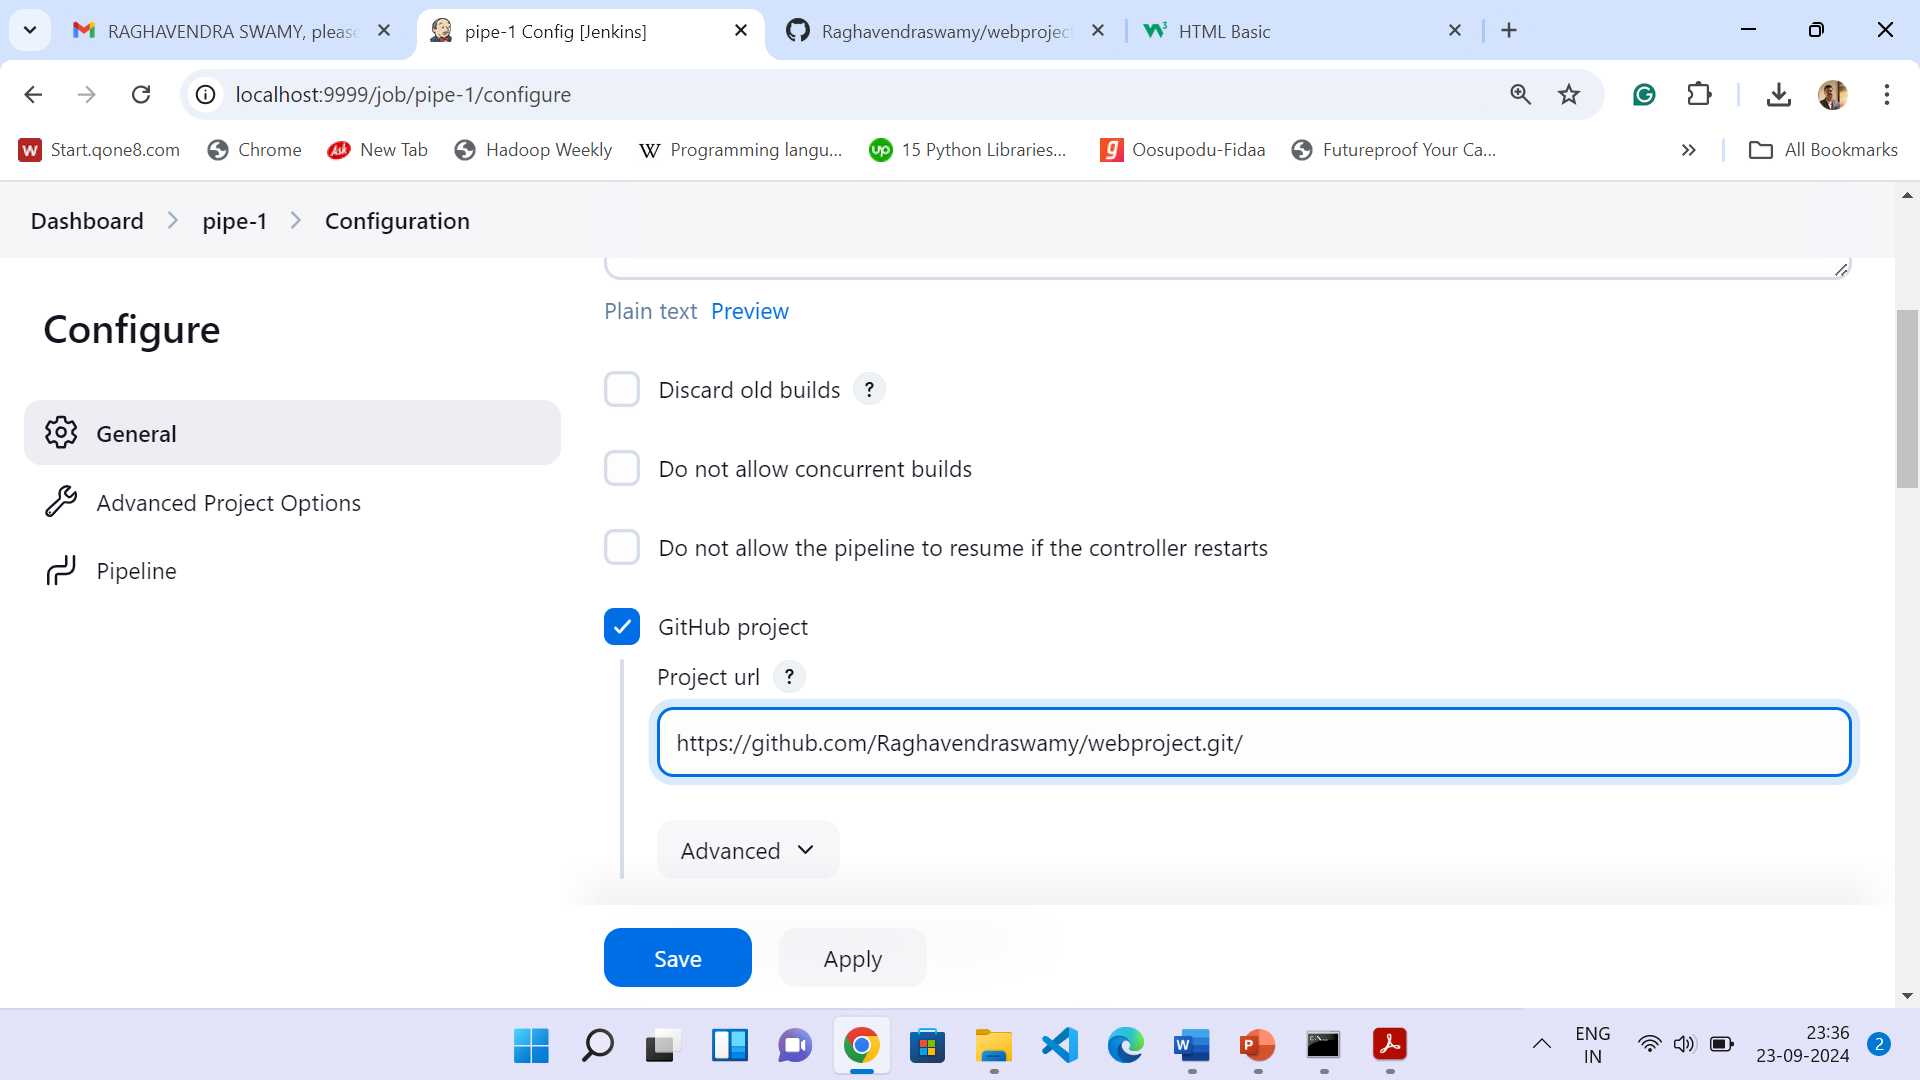 RAGHAVENDRA SWAMY, please
pipe-1 Config [Jenkins]
Raghavendraswamy/webproject
HTML Basic
localhost:9999/job/pipe-1/configure
Start.qone8.com
Chrome
New Tab
Hadoop Weekly
Programming langu...
15 Python Libraries...
Oosupodu-Fidaa
Futureproof Your Ca...
All Bookmarks
Dashboard
pipe-1
Configuration
Configure
General
Advanced Project Options
Pipeline
Plain text Preview
Discard old builds ?
Do not allow concurrent builds
Do not allow the pipeline to resume if the controller restarts
GitHub project
Project url ?
https://github.com/Raghavendraswamy/webproject.git/
Advanced
Save
Apply
ENG
IN
23:36
23-09-2024
2